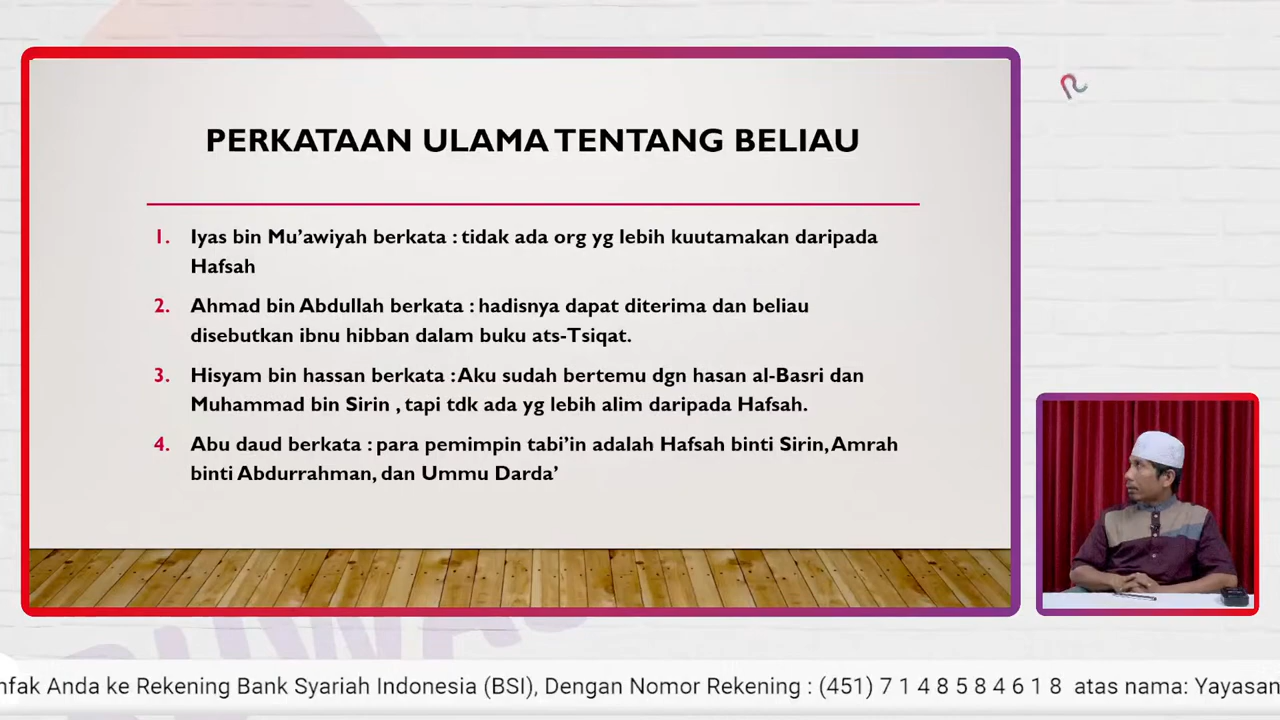 PERKATAAN ULAMA TENTANG BELIAU
1. Iyas bin Mu’awiyah berkata : tidak ada org yg lebih kuutamakan daripada
Hafsah
2. Ahmad bin Abdullah berkata : hadisnya dapat diterima dan beliau
disebutkan ibnu hibban dalam buku ats-Tsiqat.
3. Hisyam bin hassan berkata : Aku sudah bertemu dgn hasan al-Basri dan
Muhammad bin Sirin , tapi tdk ada yg lebih alim daripada Hafsah.
4. Abu daud berkata : para pemimpin tabi’in adalah Hafsah binti Sirin, Amrah
binti Abdurrahman, dan Ummu Darda’
nfak Anda ke Rekening Bank Syariah Indonesia (BSI), Dengan Nomor Rekening : (451) 7 1 4 8 5 8 4 6 1 8 atas nama: Yayasan